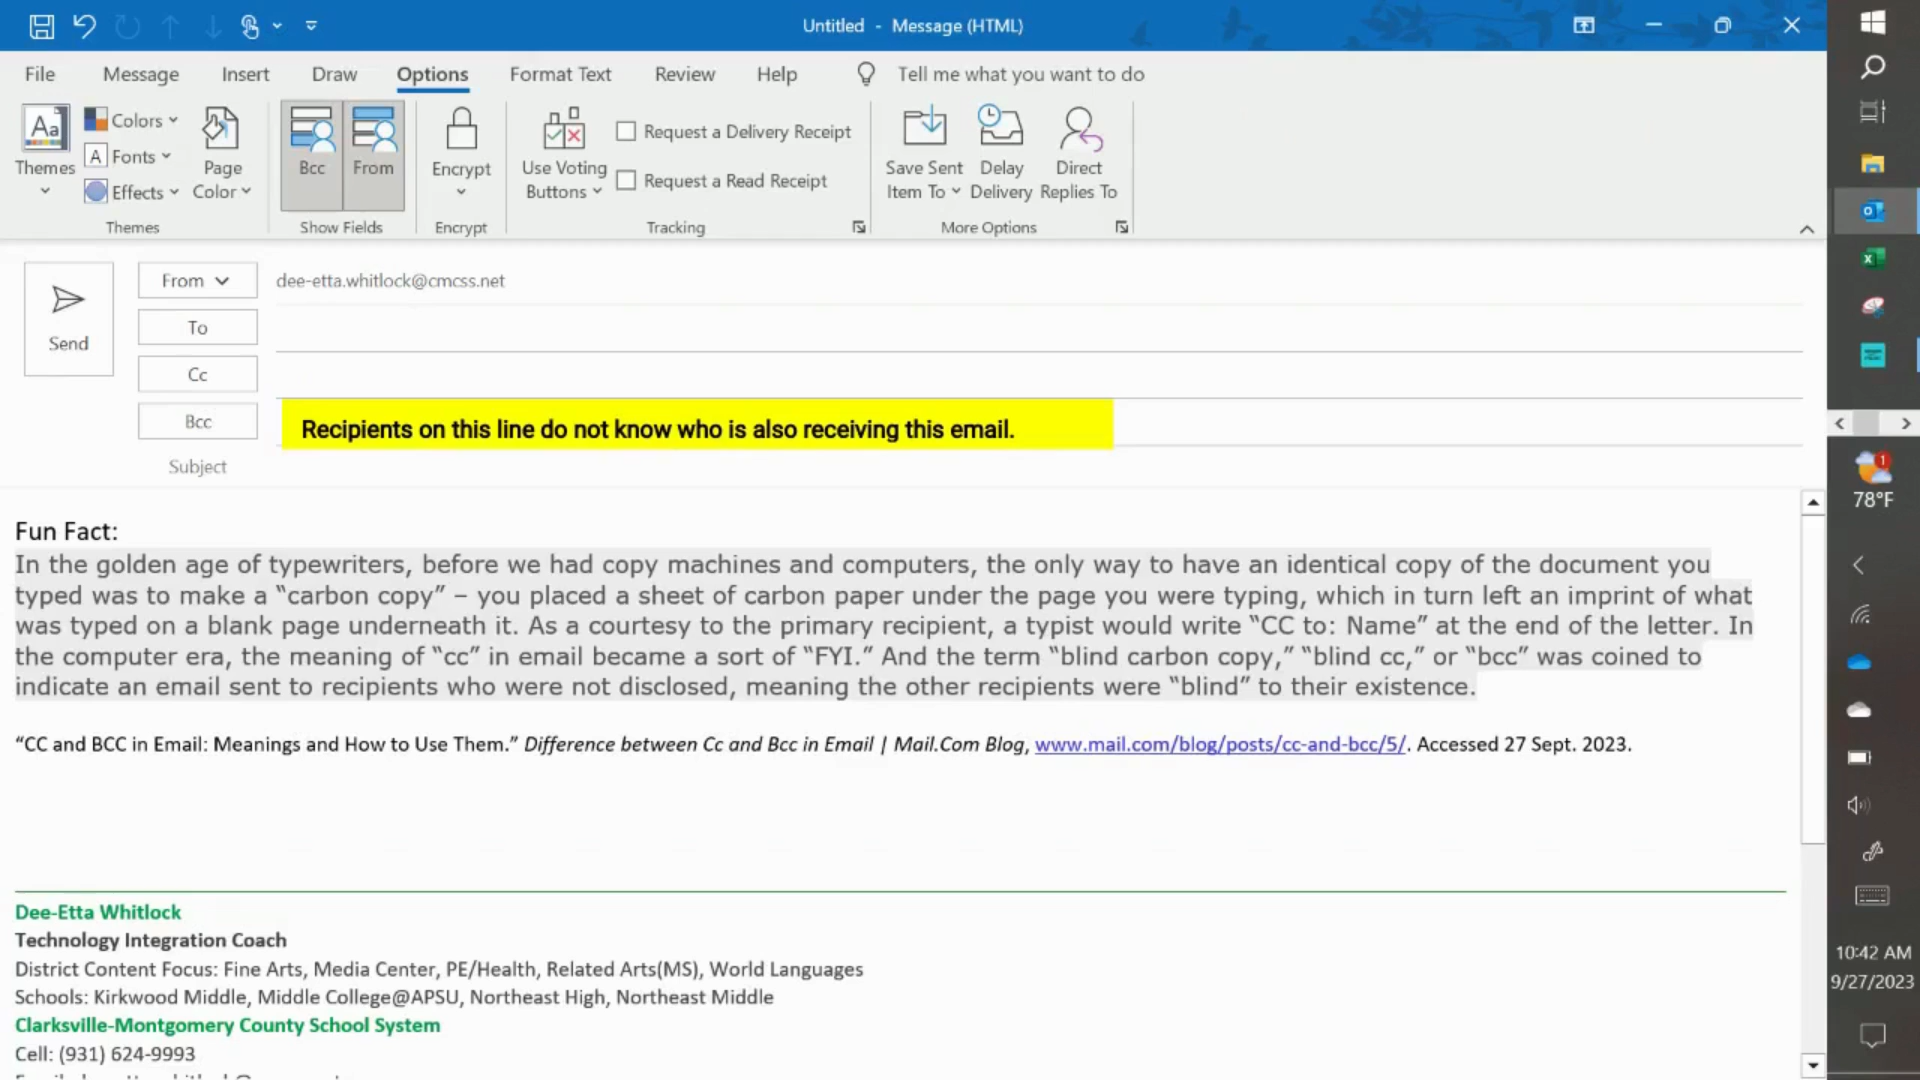 Untitled - Message (HTML)
File Message Insert Draw Options Format Text Review Help Tell me what you want to do
Aa
Themes
Colors
A Fonts
Effects
Page
Color
Themes
Bcc From
Show Fields
Encrypt
Encrypt
Use Voting
Buttons
Request a Delivery Receipt
Request a Read Receipt
Tracking
Save Sent
Item To
Delay
Delivery
Direct
Replies To
More Options
Send
From dee-etta.whitlock@cmcss.net
To
Cc
Bcc Recipients on this line do not know who is also receiving this email.
Subject
Fun Fact:
In the golden age of typewriters, before we had copy machines and computers, the only way to have an identical copy of the document you
typed was to make a “carbon copy” – you placed a sheet of carbon paper under the page you were typing, which in turn left an imprint of what
was typed on a blank page underneath it. As a courtesy to the primary recipient, a typist would write “CC to: Name” at the end of the letter. In
the computer era, the meaning of “cc” in email became a sort of “FYI.” And the term “blind carbon copy,” “blind cc,” or “bcc” was coined to
indicate an email sent to recipients who were not disclosed, meaning the other recipients were “blind” to their existence.
“CC and BCC in Email: Meanings and How to Use Them.” Difference between Cc and Bcc in Email | Mail.Com Blog, www.mail.com/blog/posts/cc-and-bcc/5/. Accessed 27 Sept. 2023.
Dee-Etta Whitlock
Technology Integration Coach
District Content Focus: Fine Arts, Media Center, PE/Health, Related Arts(MS), World Languages
Schools: Kirkwood Middle, Middle College@APSU, Northeast High, Northeast Middle
Clarksville-Montgomery County School System
Cell: (931) 624-9993
1
78°F
10:42 AM
9/27/2023